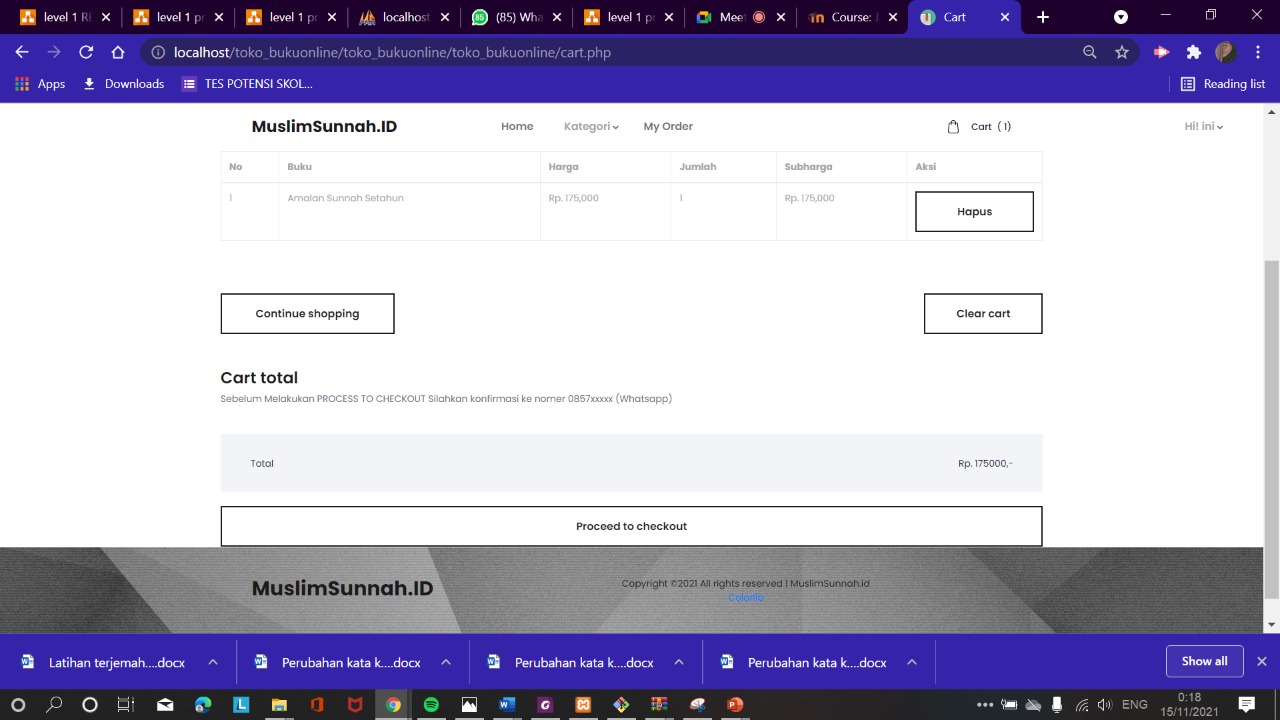 level 1 RI
level 1 pr
level 1 pr
localhost
(85) Wha
level 1 pr
Meet
Course: J
Cart
localhost/toko_bukuonline/toko_bukuonline/toko_bukuonline/cart.php
Apps
Downloads
TES POTENSI SKOL...
Reading list
MuslimSunnah.ID
Home
Kategori
My Order
Cart ( 1)
Hi! ini
No Buku Harga Jumlah Subharga Aksi
1 Amalan Sunnah Setahun Rp. 175,000 1 Rp. 175,000 Hapus
Continue shopping
Clear cart
Cart total
Sebelum Melakukan PROCESS TO CHECKOUT Silahkan konfirmasi ke nomer 0857xxxxx (Whatsapp)
Total Rp. 175000,-
Proceed to checkout
MuslimSunnah.ID
Copyright ©2021 All rights reserved | MuslimSunnah.id
Colorlib
Latihan terjemah....docx
Perubahan kata k....docx
Perubahan kata k....docx
Perubahan kata k....docx
Show all
ENG
0:18
15/11/2021